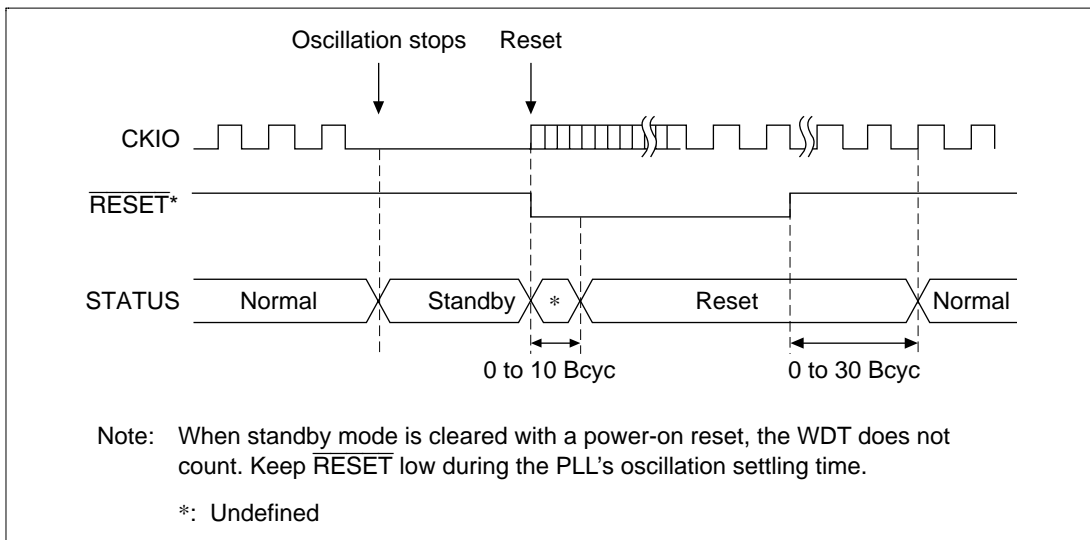 Oscillation stops Reset
CKIO
RESET*
STATUS Normal Standby * Reset Normal
0 to 10 Bcyc 0 to 30 Bcyc
Note: When standby mode is cleared with a power-on reset, the WDT does not
count. Keep RESET low during the PLL's oscillation settling time.
*: Undefined